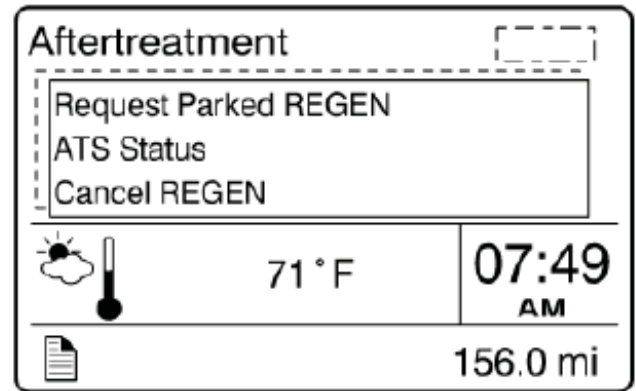 Aftertreatment
Request Parked REGEN
ATS Status
Cancel REGEN
71°F
07:49
AM
156.0 mi